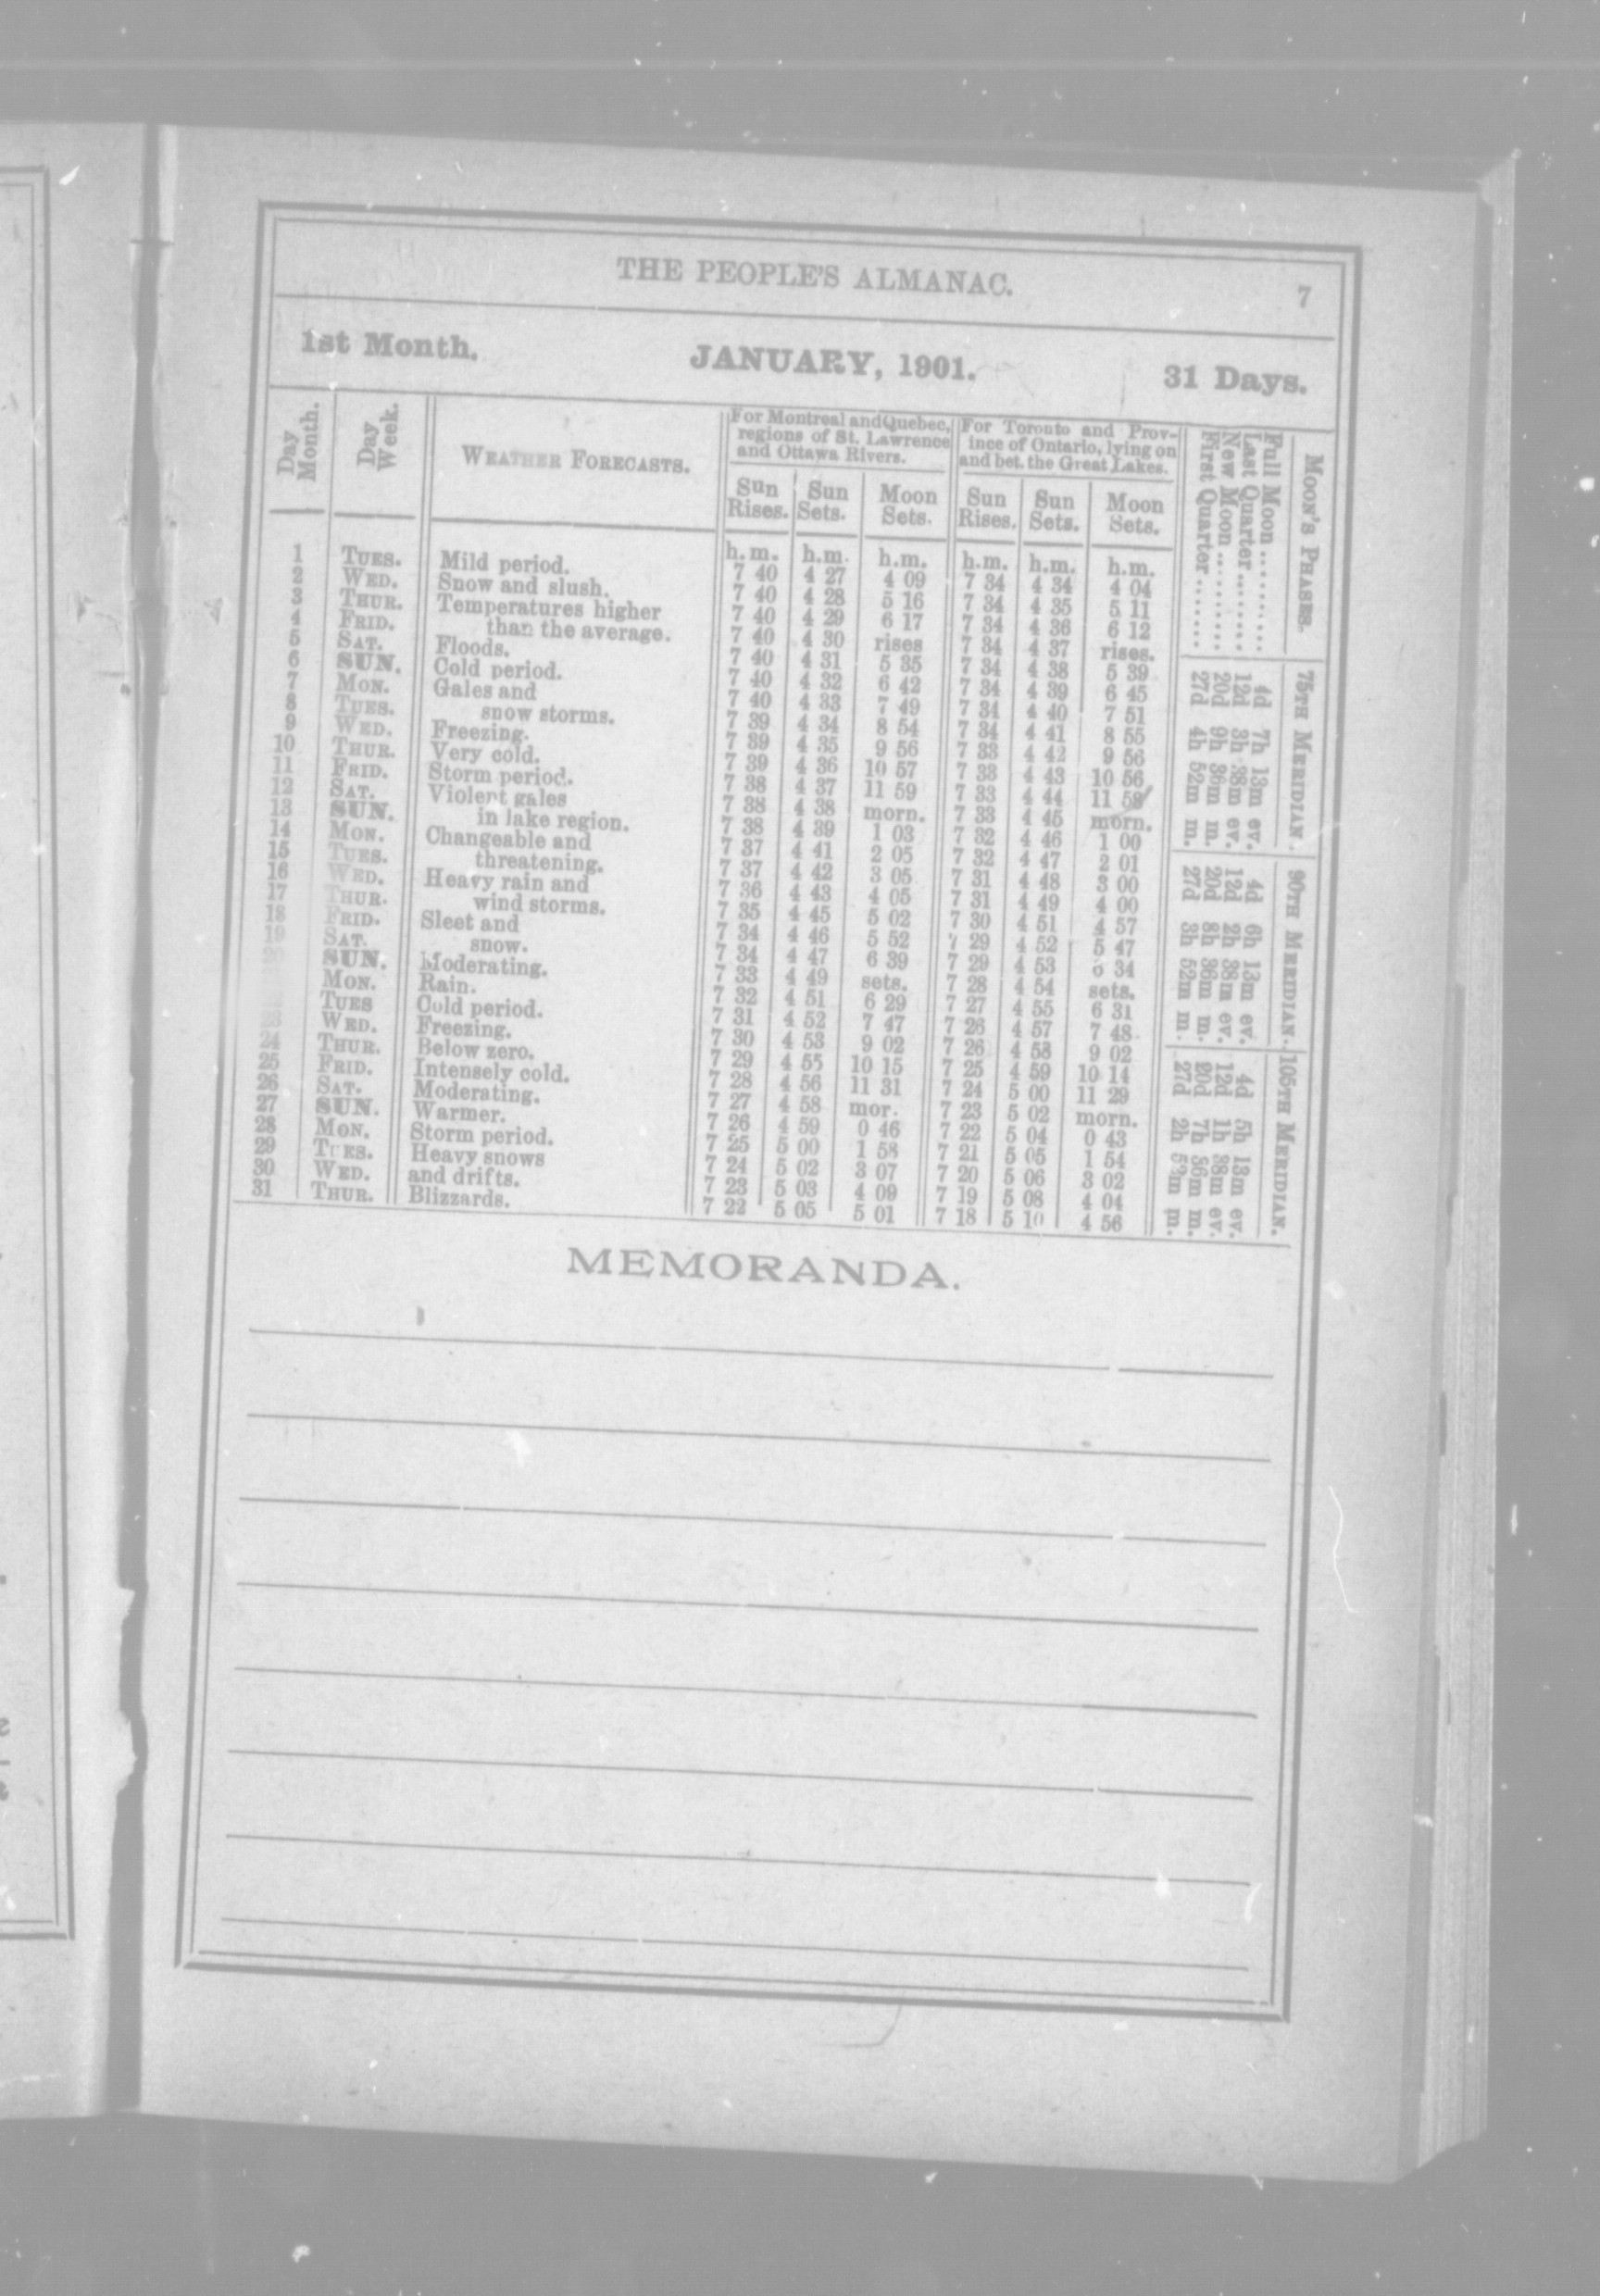 THE PEOPLE'S ALMANAC. 7
1st Month. JANUARY, 1901. 31 Days.
Day Month.
Day Week.
WEATHER FORECASTS.
For Montreal and Quebec,
regions of St. Lawrence
and Ottawa Rivers.
For Toronto and Prov-
ince of Ontario, lying on
and bet. the Great Lakes.
Sun Sun Moon Sun Sun Moon
Rises. Sets. Sets. Rises. Sets. Sets.
h.m. h.m. h.m. h.m. h.m. h.m.
1 TUES. Mild period. 7 40 4 27 4 09 7 34 4 34 4 04
2 WED. Snow and slush. 7 40 4 28 5 16 7 34 4 35 5 11
3 THUR. Temperatures higher 7 40 4 29 6 17 7 34 4 36 6 12
4 FRID. than the average. 7 40 4 30 rises 7 34 4 37 rises.
5 SAT. Floods. 7 40 4 31 5 35 7 34 4 38 5 39
6 SUN. Cold period. 7 40 4 32 6 42 7 34 4 39 6 45
7 MON. Gales and 7 40 4 33 7 49 7 34 4 40 7 51
8 TUES. snow storms. 7 39 4 34 8 54 7 34 4 41 8 55
9 WED. Freezing. 7 39 4 35 9 56 7 33 4 42 9 56
10 THUR. Very cold. 7 39 4 36 10 57 7 33 4 43 10 56
11 FRID. Storm period. 7 38 4 37 11 59 7 33 4 44 11 58
12 SAT. Violent gales 7 38 4 38 morn. 7 33 4 45 morn.
13 SUN. in lake region. 7 38 4 39 1 03 7 32 4 46 1 00
14 MON. Changeable and 7 37 4 41 2 05 7 32 4 47 2 01
15 TUES. threatening. 7 37 4 42 3 05 7 31 4 48 3 00
16 WED. Heavy rain and 7 36 4 43 4 05 7 31 4 49 4 00
17 THUR. wind storms. 7 35 4 45 5 02 7 30 4 51 4 57
18 FRID. Sleet and 7 34 4 46 5 52 7 29 4 52 5 47
19 SAT. snow. 7 34 4 47 6 39 7 29 4 53 6 34
20 SUN. Moderating. 7 33 4 49 sets. 7 28 4 54 sets.
MON. Rain. 7 32 4 51 6 29 7 27 4 55 6 31
TUES Cold period. 7 31 4 52 7 47 7 26 4 57 7 48
23 WED. Freezing. 7 30 4 53 9 02 7 26 4 58 9 02
24 THUR. Below zero. 7 29 4 55 10 15 7 25 4 59 10 14
25 FRID. Intensely cold. 7 28 4 56 11 31 7 24 5 00 11 29
26 SAT. Moderating. 7 27 4 58 mor. 7 23 5 02 morn.
27 SUN. Warmer. 7 26 4 59 0 46 7 22 5 04 0 43
28 MON. Storm period. 7 25 5 00 1 58 7 21 5 05 1 54
29 TUES. Heavy snows 7 24 5 02 3 07 7 20 5 06 3 02
30 WED. and drifts. 7 23 5 03 4 09 7 19 5 08 4 04
31 THUR. Blizzards. 7 22 5 05 5 01 7 18 5 10 4 56
MOON'S PHASES. 75TH MERIDIAN. 90TH MERIDIAN. 105TH MERIDIAN.
Full Moon ......... 4d 7h 13m ev. 4d 6h 13m ev. 4d 5h 13m ev.
Last Quarter....... 12d 3h 38m ev. 12d 2h 38m ev. 12d 1h 38m ev.
New Moon ......... 20d 9h 36m m. 20d 8h 36m m. 20d 7h 36m m.
First Quarter ...... 27d 4h 52m m. 27d 3h 52m m. 27d 2h 52m m.
MEMORANDA.